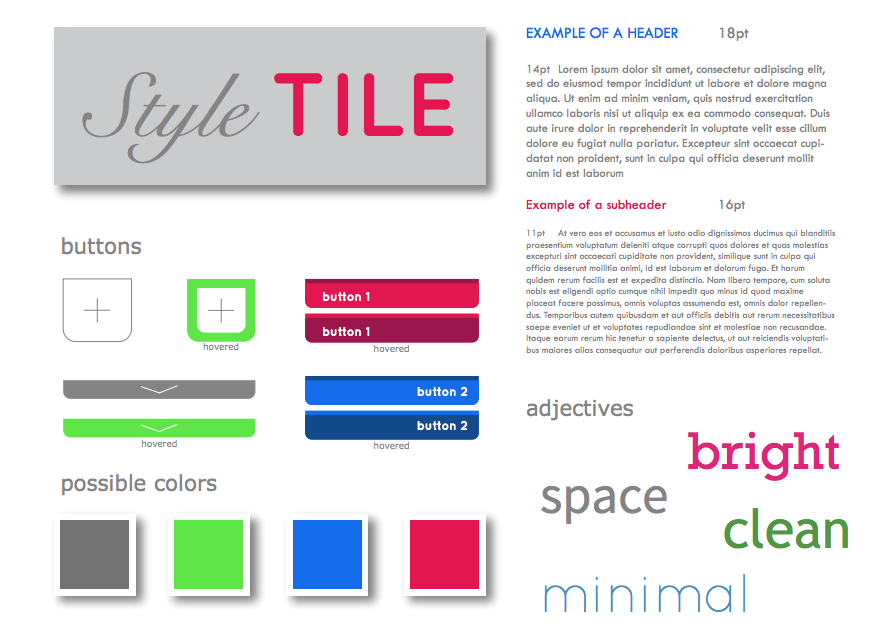 Style TILE
buttons
hovered
button 1
button 1
hovered
hovered
button 2
button 2
hovered
possible colors
EXAMPLE OF A HEADER 18pt
14pt Lorem ipsum dolor sit amet, consectetur adipiscing elit,
sed do eiusmod tempor incididunt ut labore et dolore magna
aliqua. Ut enim ad minim veniam, quis nostrud exercitation
ullamco laboris nisi ut aliquip ex ea commodo consequat. Duis
aute irure dolor in reprehenderit in voluptate velit esse cillum
dolore eu fugiat nulla pariatur. Excepteur sint occaecat cupi-
datat non proident, sunt in culpa qui officia deserunt mollit
anim id est laborum
Example of a subheader 16pt
11pt At vero eos et accusamus et iusto odio dignissimos ducimus qui blanditiis
praesentium voluptatum deleniti atque corrupti quos dolores et quas molestias
excepturi sint occaecati cupiditate non provident, similique sunt in culpa qui
officia deserunt mollitia animi, id est laborum et dolorum fuga. Et harum
quidem rerum facilis est et expedita distinctio. Nam libero tempore, cum soluta
nobis est eligendi optio cumque nihil impedit quo minus id quod maxime
placeat facere possimus, omnis voluptas assumenda est, omnis dolor repellen-
dus. Temporibus autem quibusdam et aut officiis debitis aut rerum necessitatibus
saepe eveniet ut et voluptates repudiandae sint et molestiae non recusandae.
Itaque earum rerum hic tenetur a sapiente delectus, ut aut reiciendis voluptati-
bus maiores alias consequatur aut perferendis doloribus asperiores repellat.
adjectives
bright
space
clean
minimal